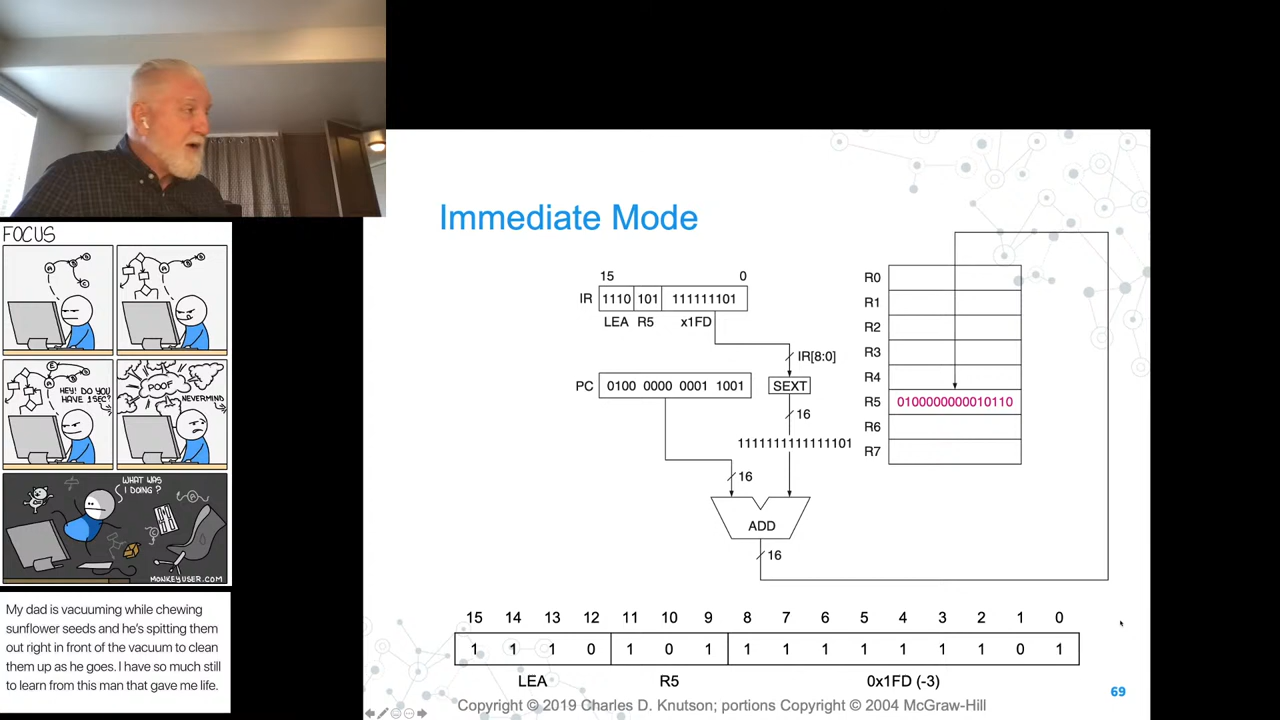 FOCUS
HEY! DO YOU
HAVE 1 SEC?
POOF
NEVERMIND
WHAT WAS
I DOING?
MONKEYUSER.COM
My dad is vacuuming while chewing
sunflower seeds and he's spitting them
out right in front of the vacuum to clean
them up as he goes. I have so much still
to learn from this man that gave me life.
Immediate Mode
15 0
IR 1110 101 111111101
LEA R5 x1FD
IR[8:0]
PC 0100 0000 0001 1001
SEXT
16
1111111111111101
16
ADD
16
R0
R1
R2
R3
R4
R5 0100000000010110
R6
R7
15 14 13 12 11 10 9 8 7 6 5 4 3 2 1 0
1 1 1 0 1 0 1 1 1 1 1 1 1 1 0 1
LEA R5 0x1FD (-3)
69
Copyright © 2019 Charles D. Knutson; portions Copyright © 2004 McGraw-Hill